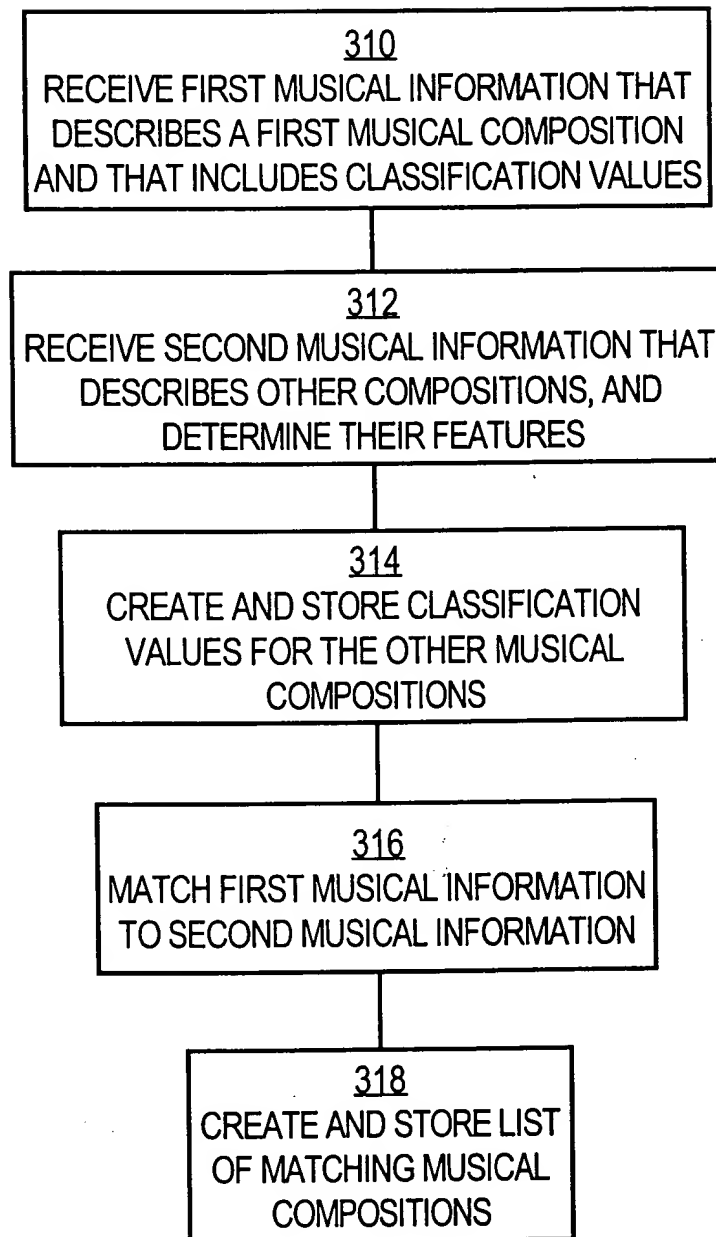 310
RECEIVE FIRST MUSICAL INFORMATION THAT
DESCRIBES A FIRST MUSICAL COMPOSITION
AND THAT INCLUDES CLASSIFICATION VALUES
312
RECEIVE SECOND MUSICAL INFORMATION THAT
DESCRIBES OTHER COMPOSITIONS, AND
DETERMINE THEIR FEATURES
314
CREATE AND STORE CLASSIFICATION
VALUES FOR THE OTHER MUSICAL
COMPOSITIONS
316
MATCH FIRST MUSICAL INFORMATION
TO SECOND MUSICAL INFORMATION
318
CREATE AND STORE LIST
OF MATCHING MUSICAL
COMPOSITIONS